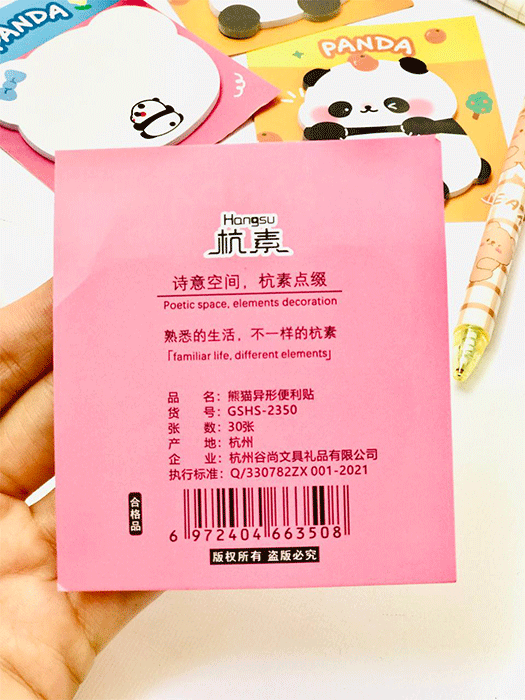 PANDA
PANDA
Hangsu
杭素
诗意空间，杭素点缀
Poetic space, elements decoration
熟悉的生活，不一样的杭素
「familiar life, different elements」
品 名：熊猫异形便利贴
货 号：GSHS-2350
张 数：30张
产 地：杭州
企 业：杭州谷尚文具礼品有限公司
执行标准：Q/330782ZX 001-2021
合格品
6 972404 663508
版权所有 盗版必究